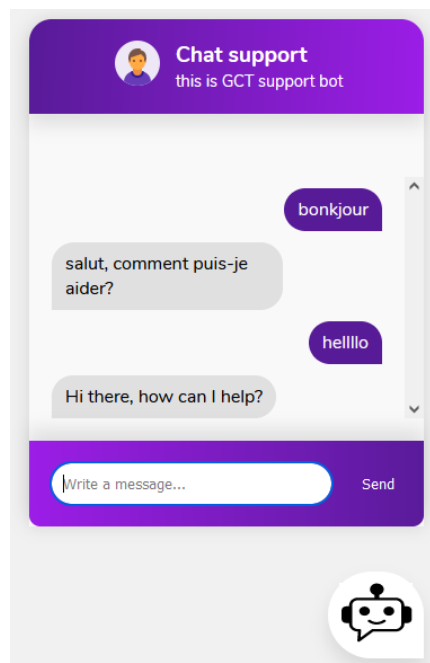 Chat support
this is GCT support bot
bonkjour
salut, comment puis-je
aider?
hellllo
Hi there, how can I help?
Write a message...
Send